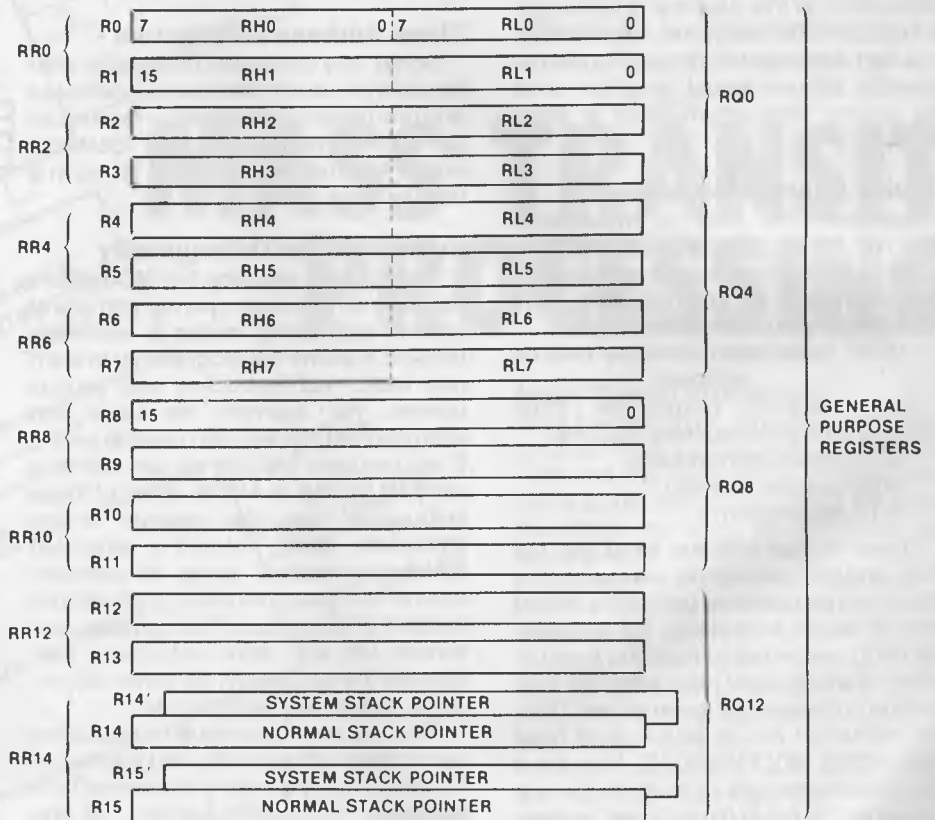 R0 7 RH0 0 7 RL0 0
RR0
R1 15 RH1 RL1 0
RQ0
R2 RH2 RL2
RR2
R3 RH3 RL3
R4 RH4 RL4
RR4
R5 RH5 RL5
RQ4
R6 RH6 RL6
RR6
R7 RH7 RL7
R8 15 0
RR8
R9
RQ8
R10
RR10
R11
GENERAL
PURPOSE
REGISTERS
R12
RR12
R13
R14' SYSTEM STACK POINTER
RQ12
R14 NORMAL STACK POINTER
RR14
R15' SYSTEM STACK POINTER
R15 NORMAL STACK POINTER